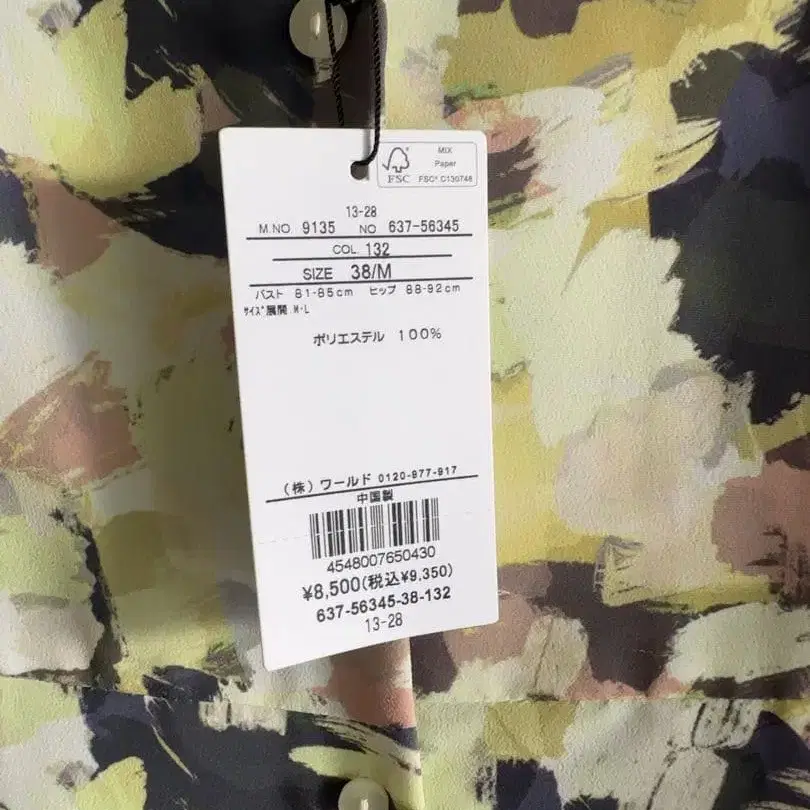 MIX
Paper
FSC
FSC® C130748
13-28
M.NO. 9135 NO 637-56345
COL. 132
SIZE 38/M
バスト 81-85cm ヒップ 88-92cm
ｻｲｽﾞ展開.M･L
ポリエステル 100%
(株) ワールド 0120-977-917
中国製
4548007650430
¥8,500(税込¥9,350)
637-56345-38-132
13-28